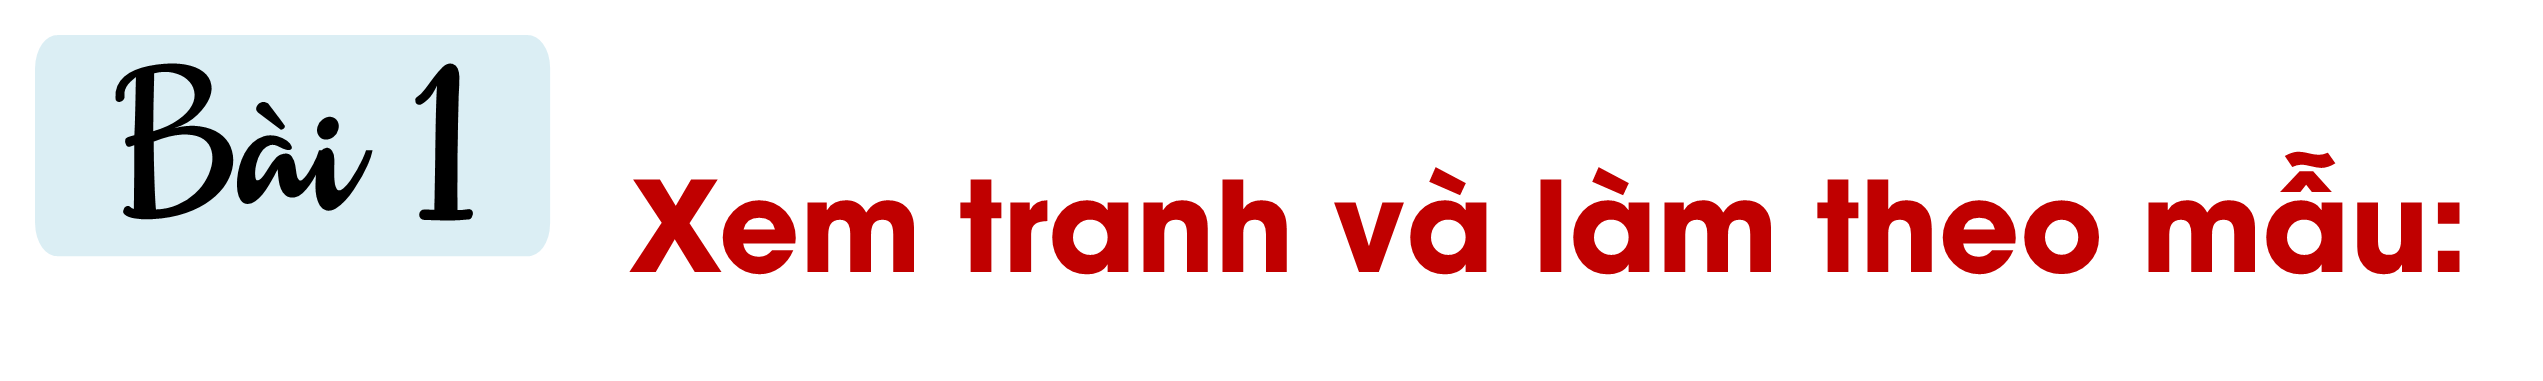 Bài 1
Xem tranh và làm theo mẫu: